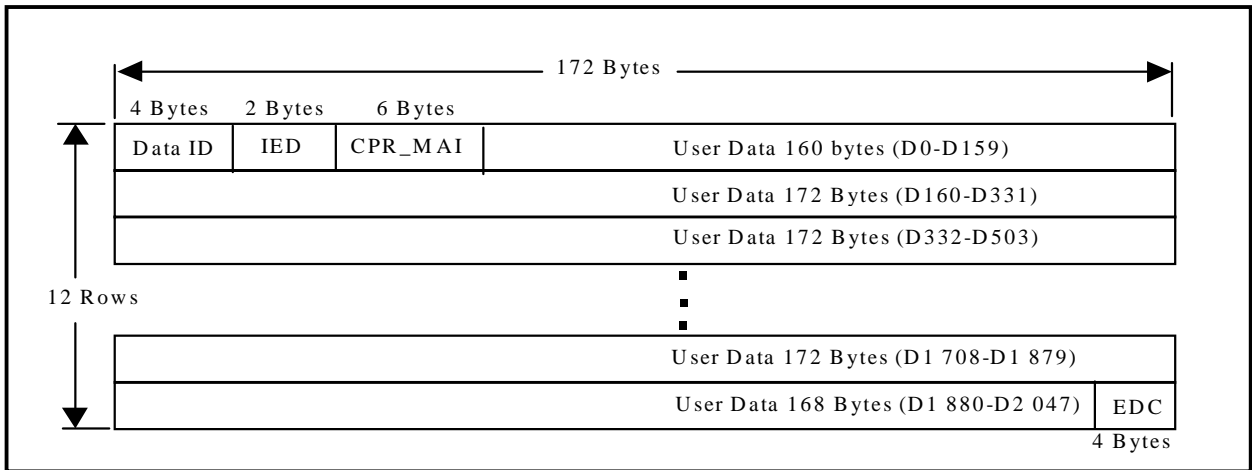 172 Bytes
4 Bytes 2 Bytes 6 Bytes
Data ID IED CPR_MAI User Data 160 bytes (D0-D159)
User Data 172 Bytes (D160-D331)
User Data 172 Bytes (D332-D503)
12 Rows
User Data 172 Bytes (D1 708-D1 879)
User Data 168 Bytes (D1 880-D2 047) EDC
4 Bytes